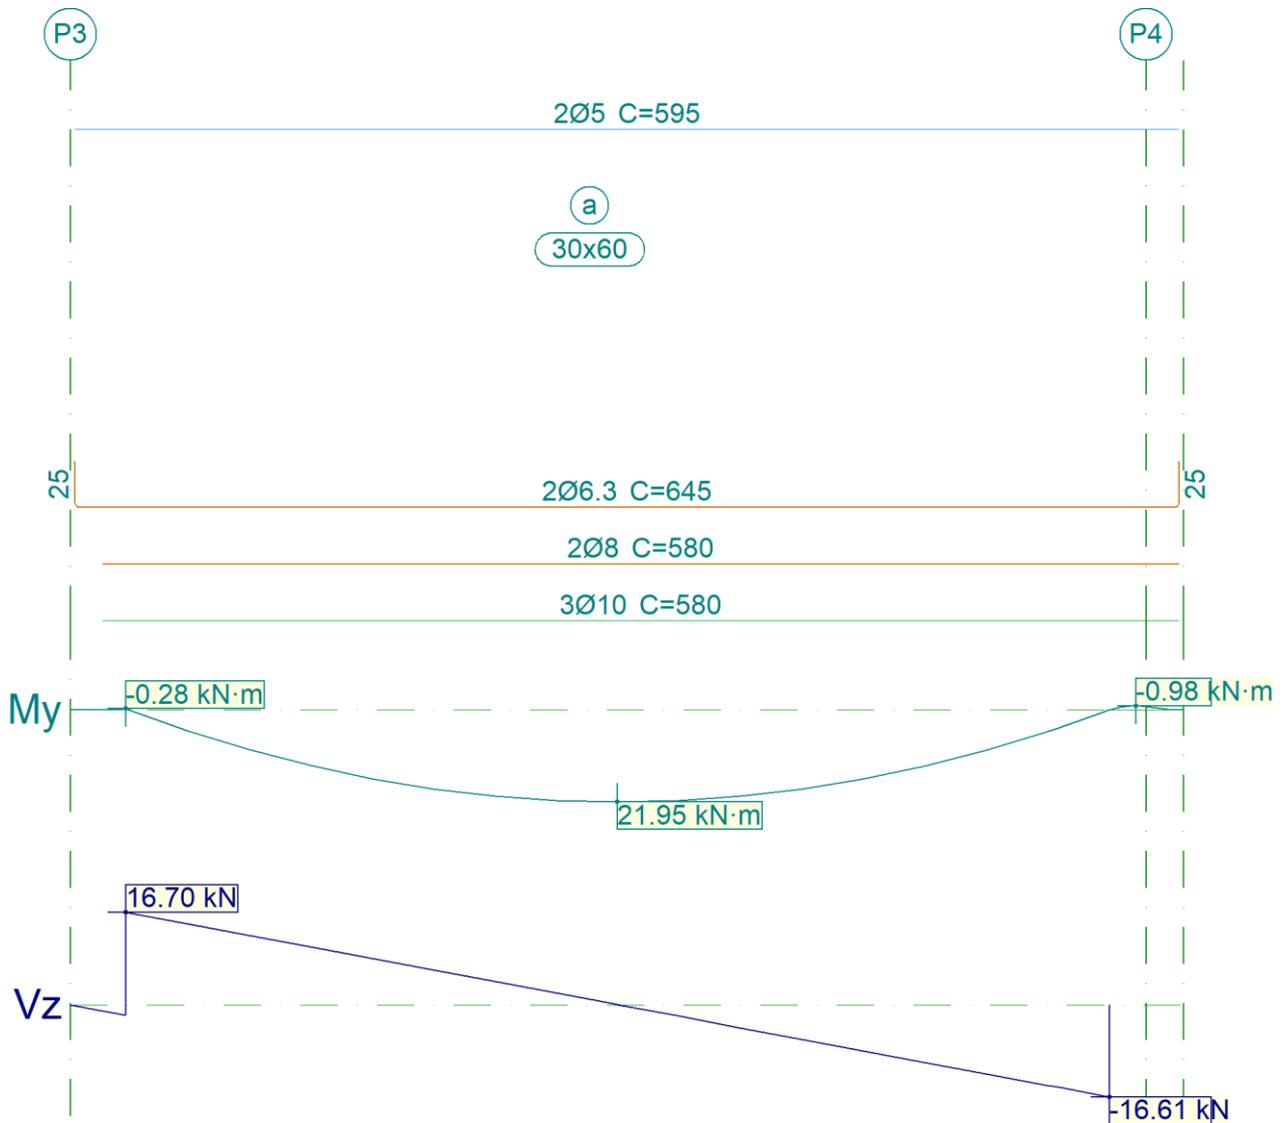 P3
P4
2Ø5 C=595
a
30x60
25
2Ø6.3 C=645
25
2Ø8 C=580
3Ø10 C=580
-0.28 kN·m
-0.98 kN·m
My
21.95 kN·m
16.70 kN
Vz
-16.61 kN